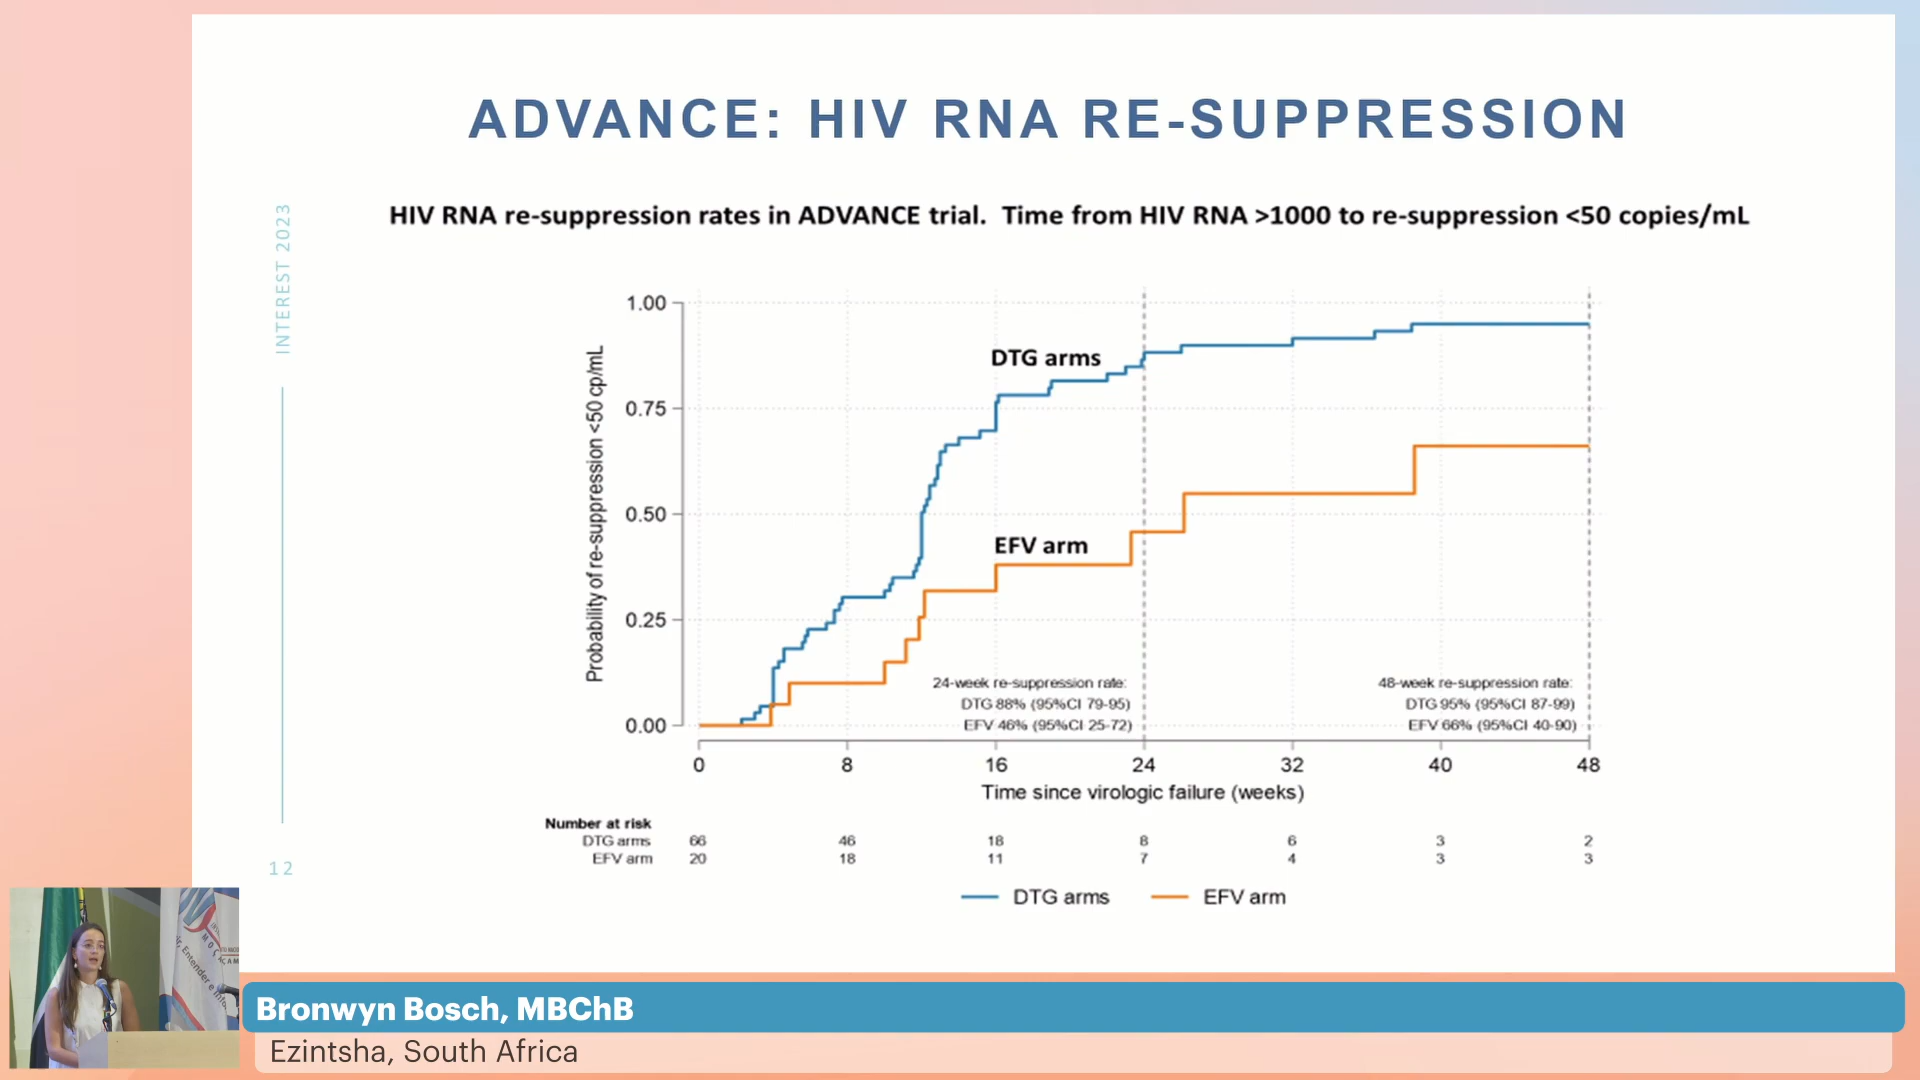 ADVANCE: HIV RNA RE-SUPPRESSION
INTEREST 2023
HIV RNA re-suppression rates in ADVANCE trial. Time from HIV RNA >1000 to re-suppression <50 copies/mL
Probability of re-suppression <50 cp/mL
1.00
0.75
0.50
0.25
0.00
DTG arms
EFV arm
24-week re-suppression rate:
DTG 88% (95%CI 79-95)
EFV 46% (95%CI 25-72)
48-week re-suppression rate:
DTG 95% (95%CI 87-99)
EFV 66% (95%CI 40-90)
0 8 16 24 32 40 48
Time since virologic failure (weeks)
Number at risk
DTG arms 66 46 18 8 6 3 2
EFV arm 20 18 11 7 4 3 3
DTG arms EFV arm
12
Entender e
Bronwyn Bosch, MBChB
Ezintsha, South Africa